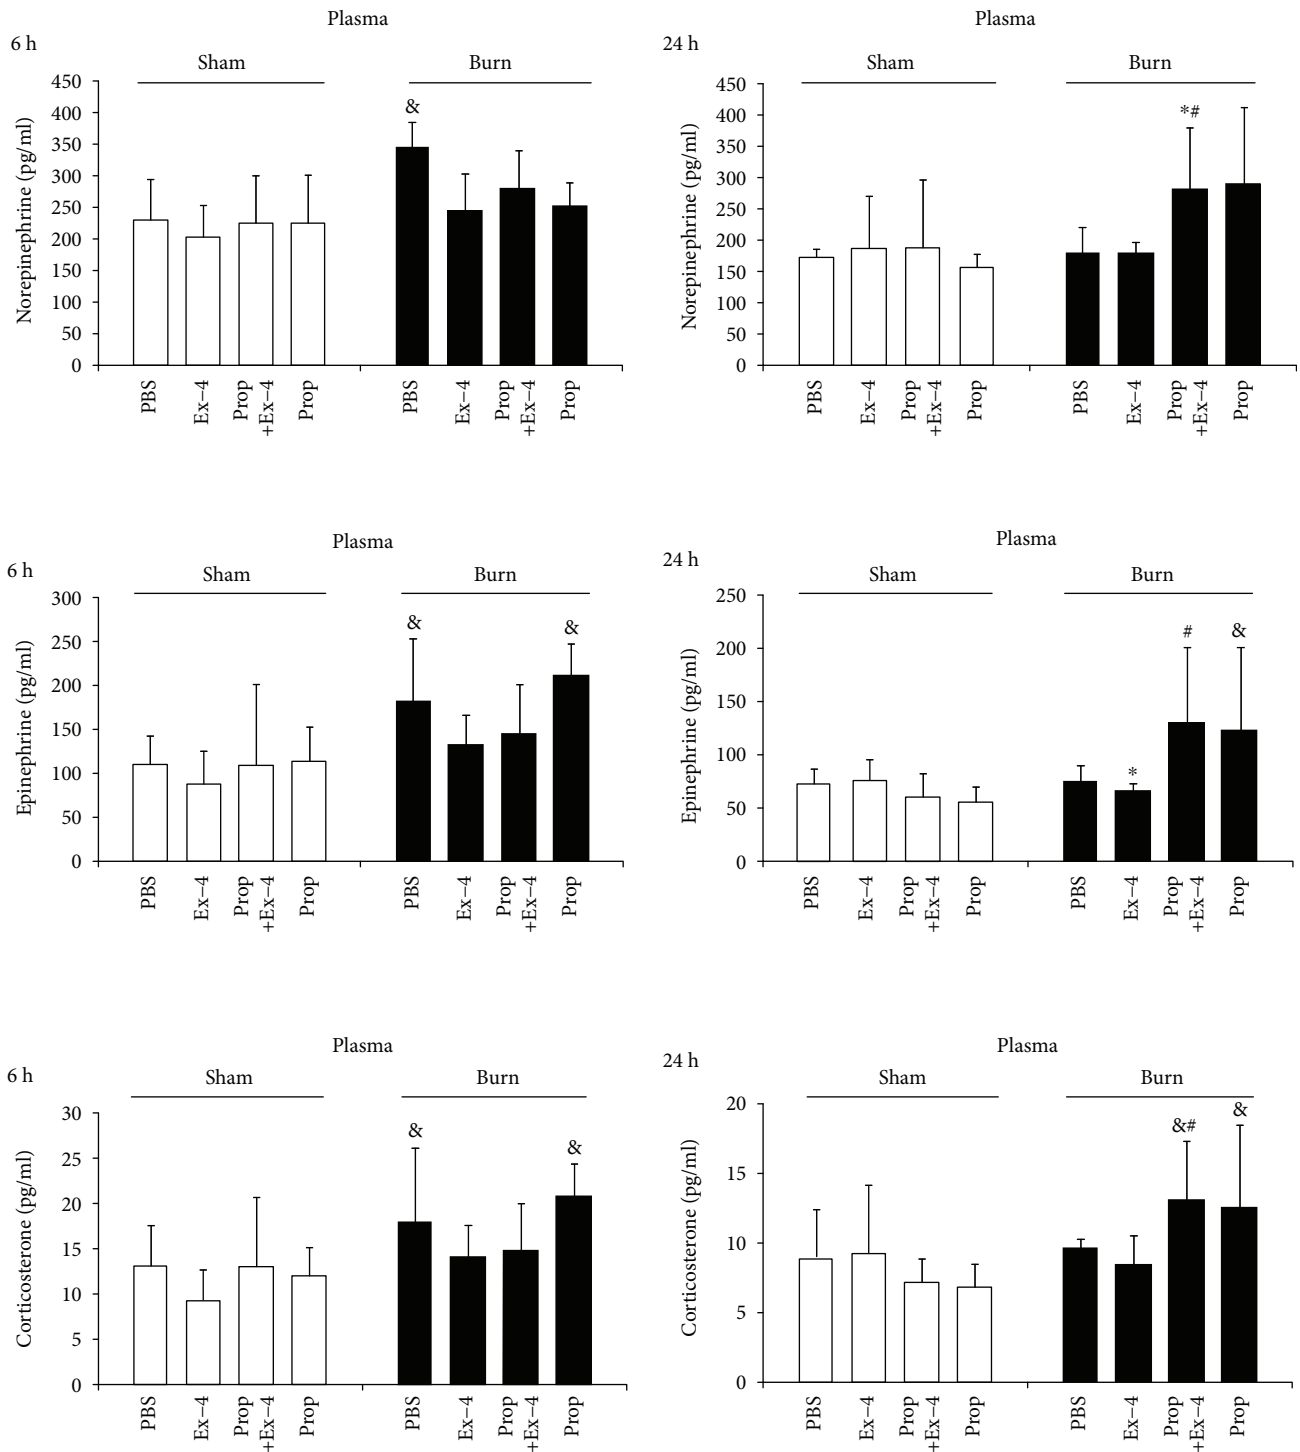 Plasma
6 h
Sham
Burn
Norepinephrine (pg/ml)
450
400
350
300
250
200
150
100
50
0
&
PBS
Ex−4
Prop
+Ex−4
Prop
PBS
Ex−4
Prop
+Ex−4
Prop
Plasma
24 h
Sham
Burn
Norepinephrine (pg/ml)
450
400
350
300
250
200
150
100
50
0
*#
PBS
Ex−4
Prop
+Ex−4
Prop
PBS
Ex−4
Prop
+Ex−4
Prop
Plasma
6 h
Sham
Burn
Epinephrine (pg/ml)
300
250
200
150
100
50
0
&
&
PBS
Ex−4
Prop
+Ex−4
Prop
PBS
Ex−4
Prop
+Ex−4
Prop
Plasma
24 h
Sham
Burn
Epinephrine (pg/ml)
250
200
150
100
50
0
*
#
&
PBS
Ex−4
Prop
+Ex−4
Prop
PBS
Ex−4
Prop
+Ex−4
Prop
Plasma
6 h
Sham
Burn
Corticosterone (pg/ml)
30
25
20
15
10
5
0
&
&
PBS
Ex−4
Prop
+Ex−4
Prop
PBS
Ex−4
Prop
+Ex−4
Prop
Plasma
24 h
Sham
Burn
Corticosterone (pg/ml)
20
15
10
5
0
&#
&
PBS
Ex−4
Prop
+Ex−4
Prop
PBS
Ex−4
Prop
+Ex−4
Prop